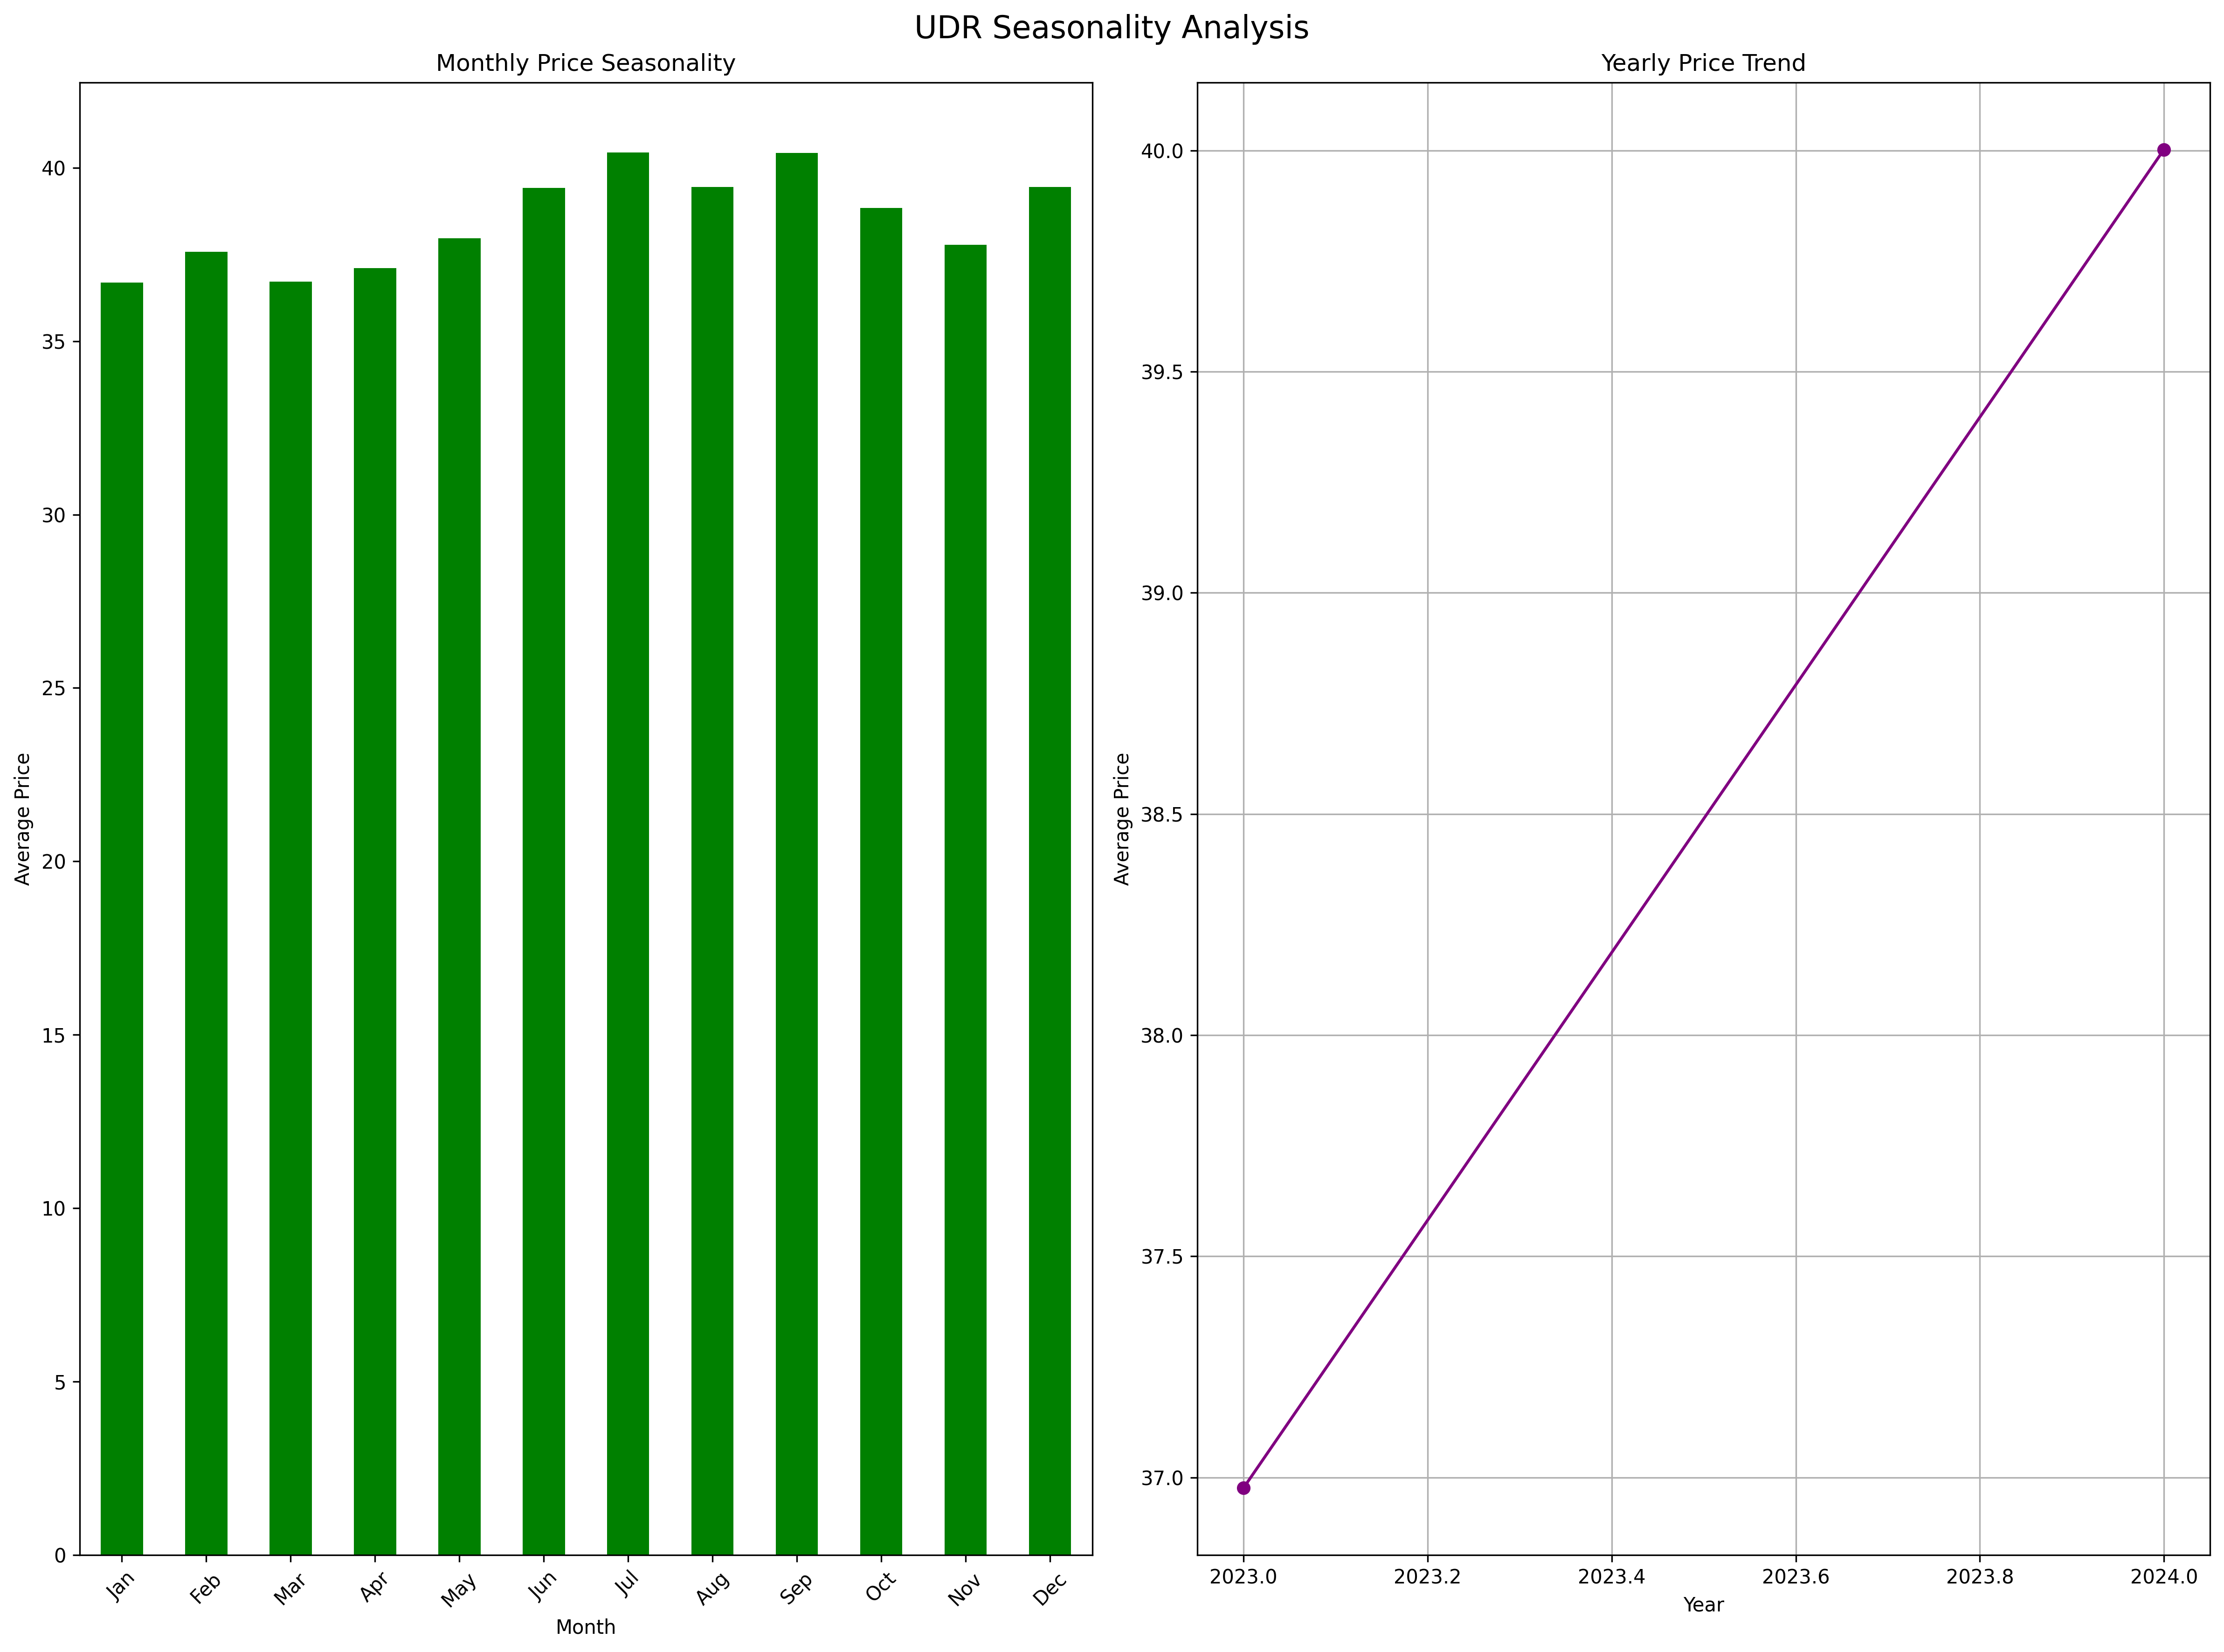 UDR Seasonality Analysis
Monthly Price Seasonality
Average Price
40
35
30
25
20
15
10
5
0
Jan Feb Mar Apr May Jun Jul Aug Sep Oct Nov Dec
Month
Yearly Price Trend
Average Price
40.0
39.5
39.0
38.5
38.0
37.5
37.0
2023.0 2023.2 2023.4 2023.6 2023.8 2024.0
Year